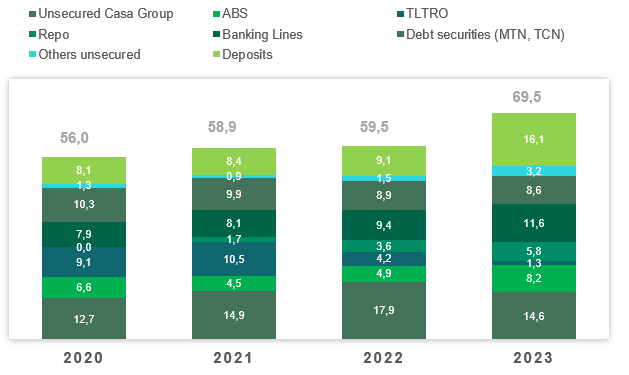 Unsecured Casa Group ABS TLTRO
Repo Banking Lines Debt securities (MTN, TCN)
Others unsecured Deposits
69,5
58,9 59,5
56,0
16,1
8,1 8,4 9,1
1,3 0,9 1,5 3,2
10,3 9,9 8,9 8,6
7,9 8,1 9,4 11,6
0,0 1,7 3,6 5,8
9,1 10,5 4,2 1,3
6,6 4,5 4,9 8,2
12,7 14,9 17,9 14,6
2020 2021 2022 2023